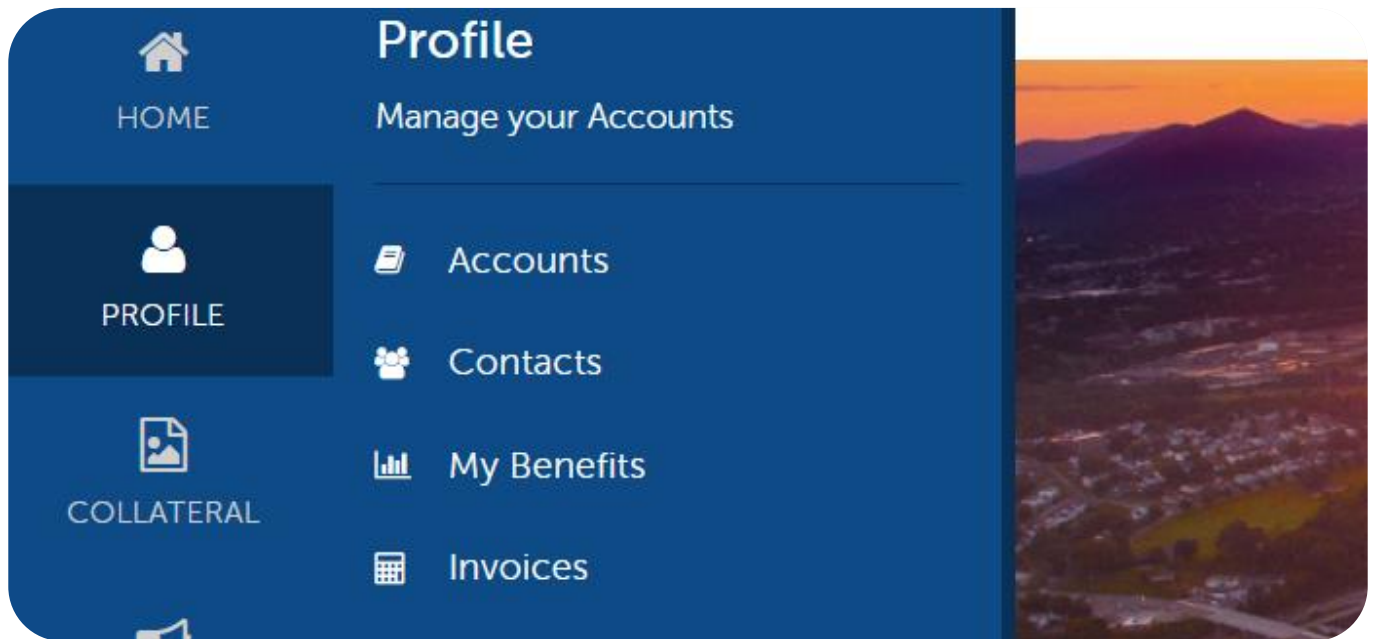 HOME
PROFILE
COLLATERAL
Profile
Manage your Accounts
Accounts
Contacts
My Benefits
Invoices